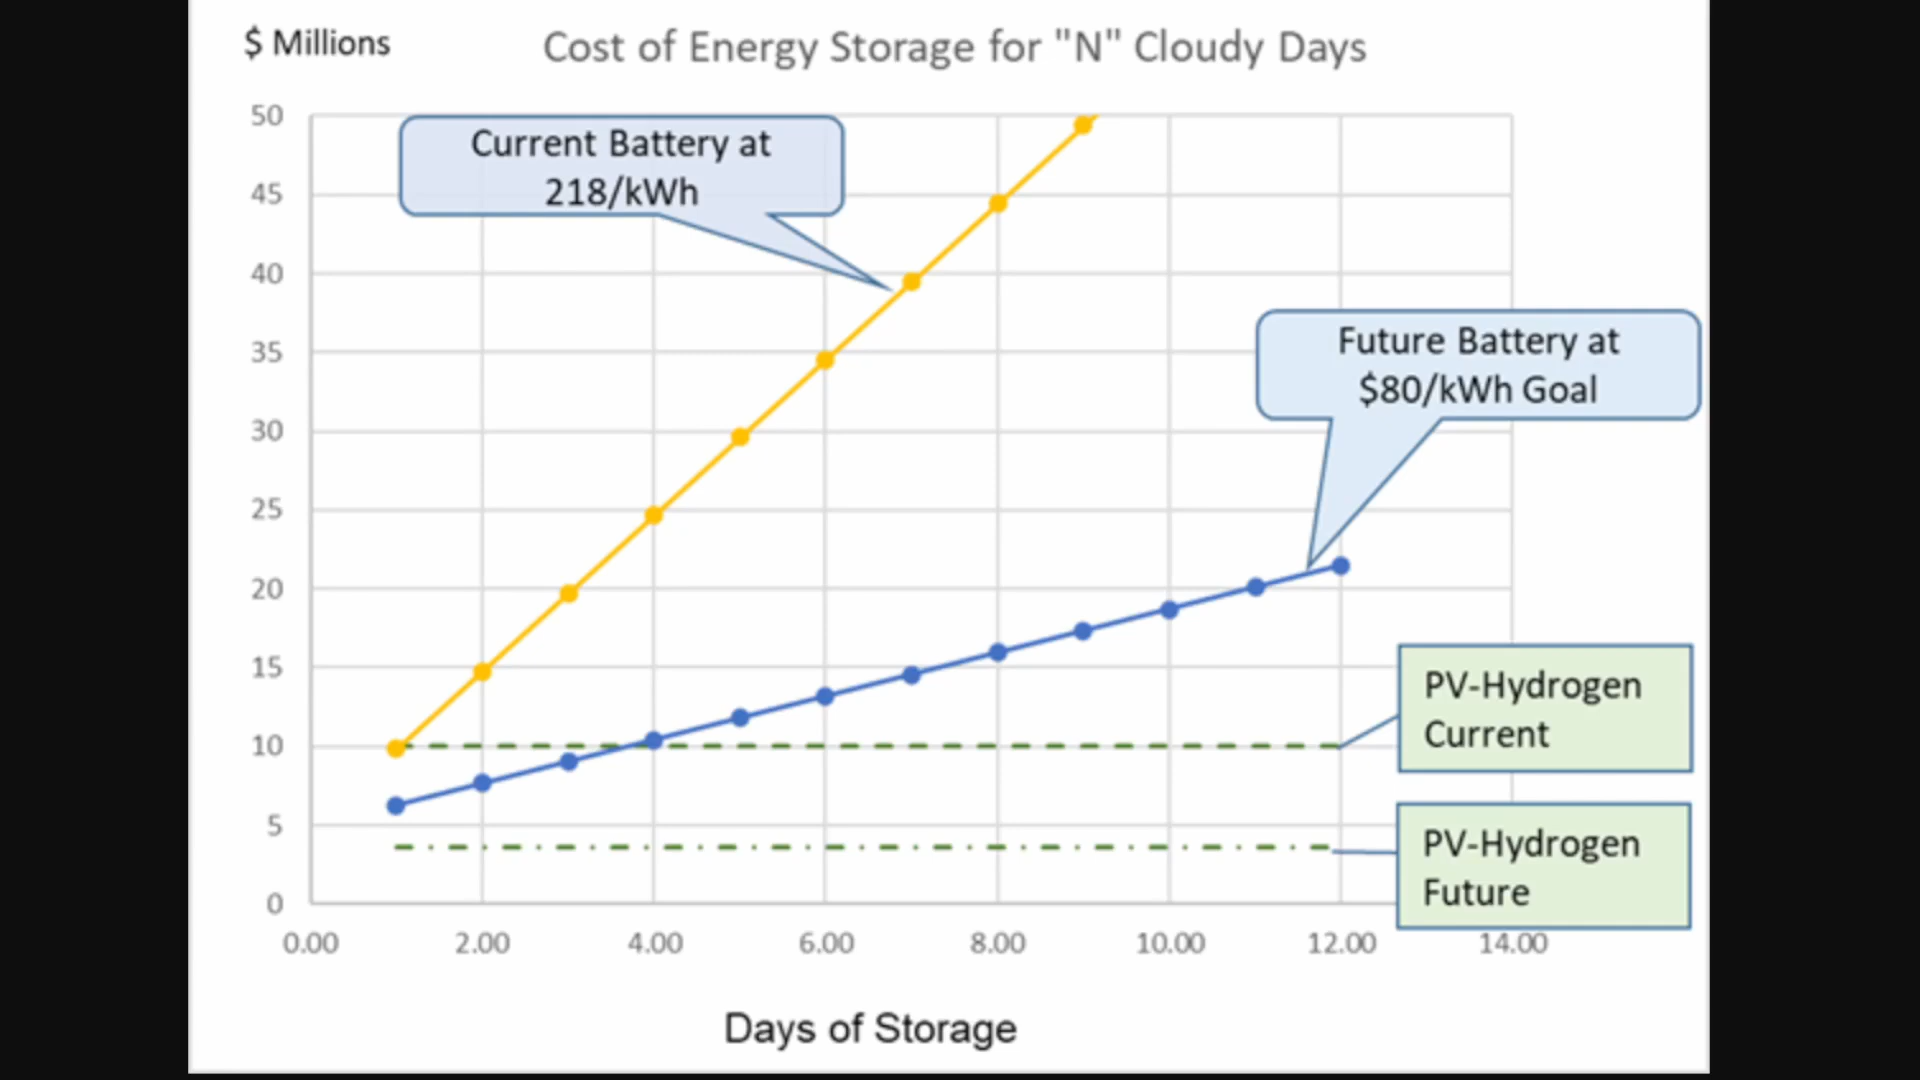 $ Millions
Cost of Energy Storage for "N" Cloudy Days
50
Current Battery at
218/kWh
45
40
35
Future Battery at
$80/kWh Goal
30
25
20
15
PV-Hydrogen
Current
10
5
PV-Hydrogen
Future
0
0.00 2.00 4.00 6.00 8.00 10.00 12.00 14.00
Days of Storage